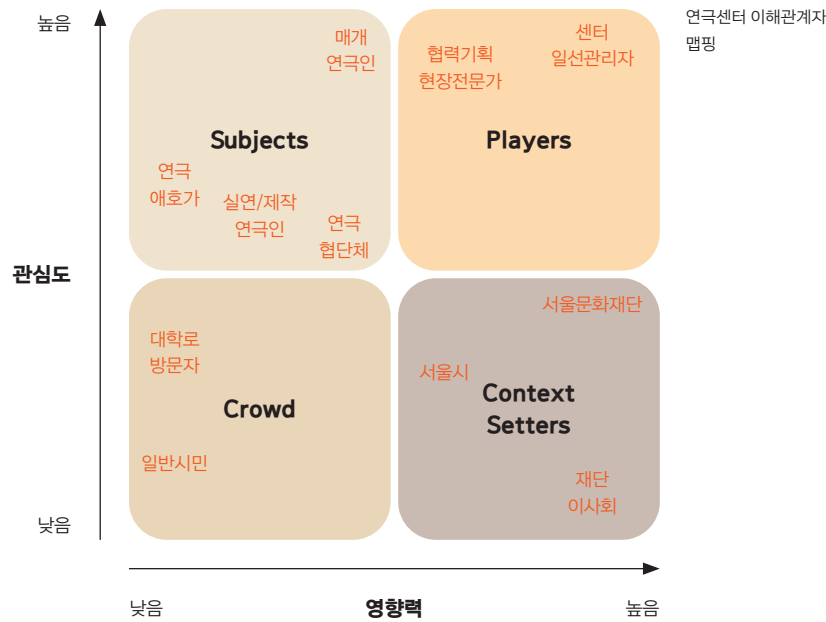 연극센터 이해관계자
맵핑
높음
관심도
낮음
매개
연극인
Subjects
연극
애호가
실연/제작
연극인
연극
협단체
협력기획
현장전문가
센터
일선관리자
Players
대학로
방문자
Crowd
일반시민
서울문화재단
서울시
Context
Setters
재단
이사회
낮음
영향력
높음